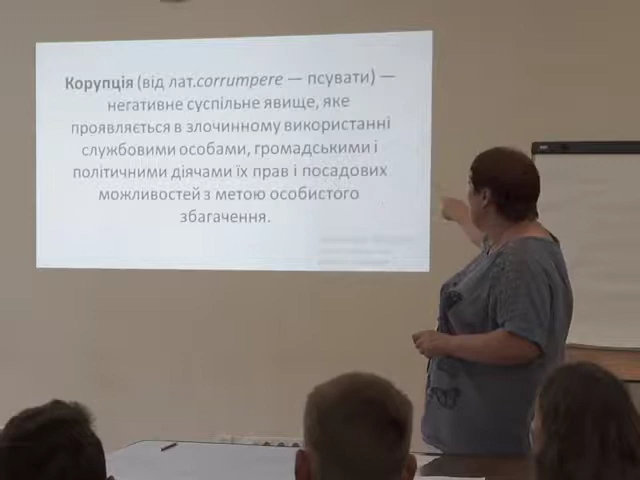 Корупція (від лат.corrumpere — псувати) —
негативне суспільне явище, яке
проявляється в злочинному використанні
службовими особами, громадськими і
політичними діячами їх прав і посадових
можливостей з метою особистого
збагачення.